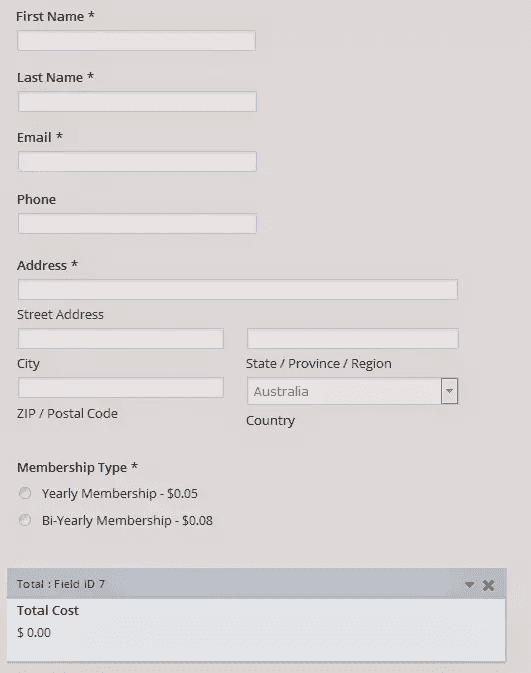 First Name *
Last Name *
Email *
Phone
Address *
Street Address
City State / Province / Region
Australia
ZIP / Postal Code Country
Membership Type *
Yearly Membership - $0.05
Bi-Yearly Membership - $0.08
Total : Field ID 7
Total Cost
$ 0.00